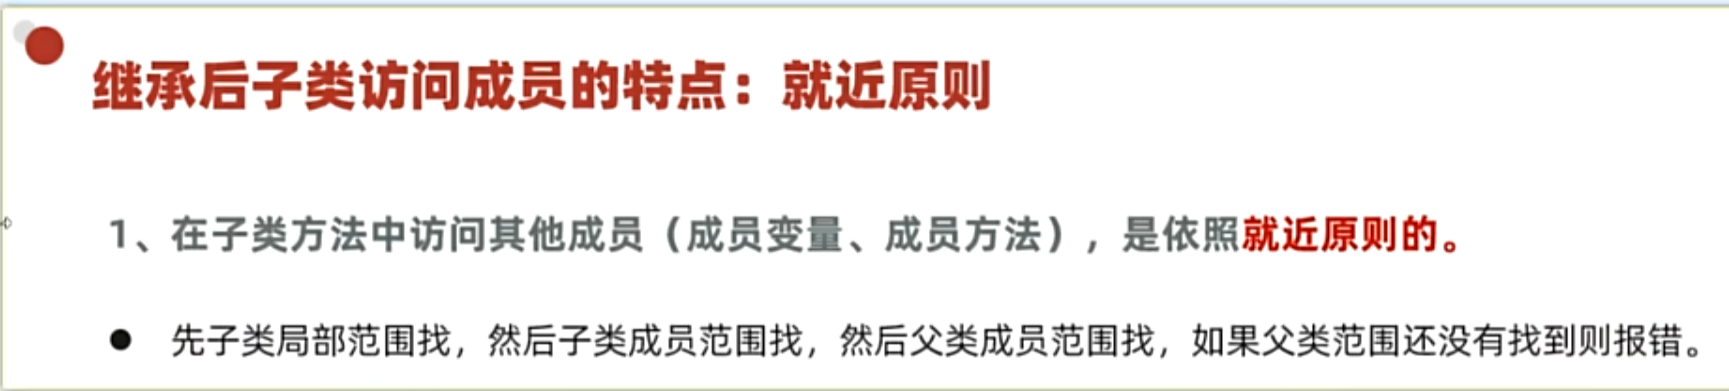 继承后子类访问成员的特点：就近原则
1、在子类方法中访问其他成员（成员变量、成员方法），是依照就近原则的。
● 先子类局部范围找，然后子类成员范围找，然后父类成员范围找，如果父类范围还没有找到则报错。